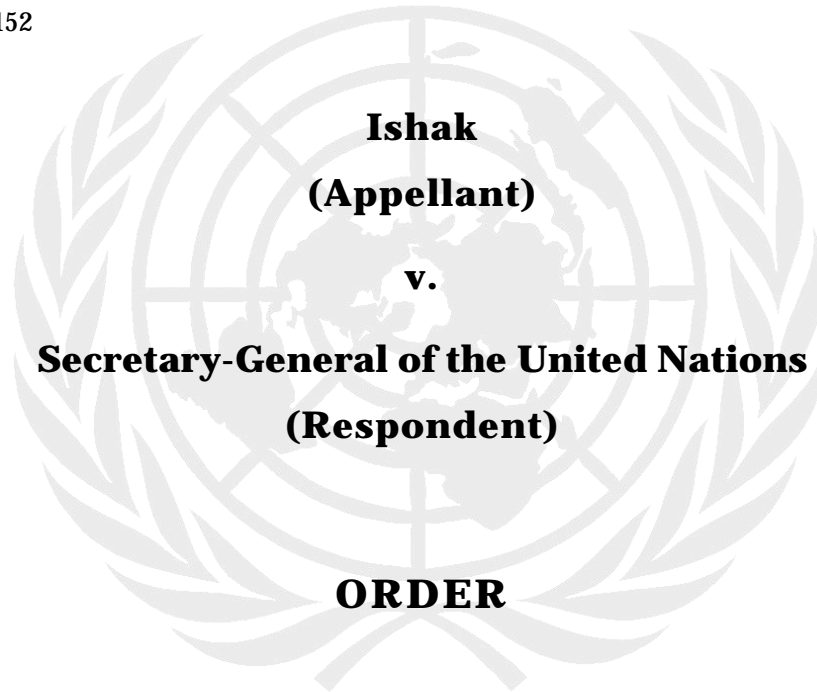 152
Ishak
(Appellant)
v.
Secretary-General of the United Nations
(Respondent)
ORDER